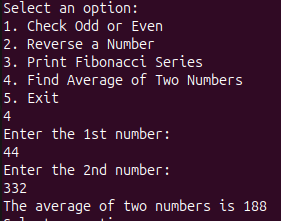 Select an option:
1. Check Odd or Even
2. Reverse a Number
3. Print Fibonacci Series
4. Find Average of Two Numbers
5. Exit
4
Enter the 1st number:
44
Enter the 2nd number:
332
The average of two numbers is 188